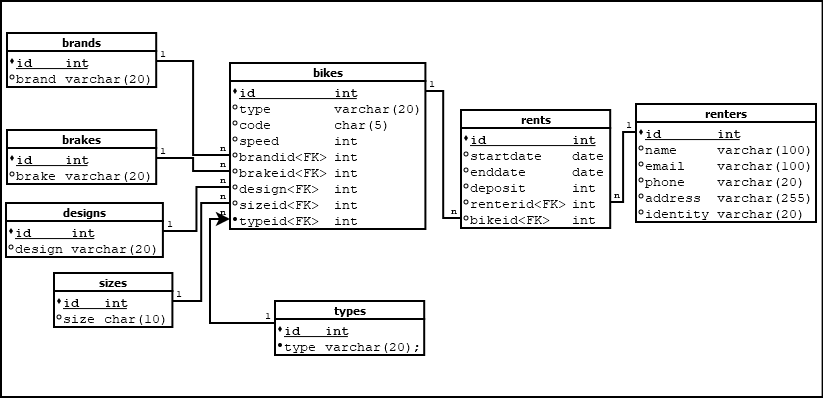 brands
id int
brand varchar(20)
brakes
id int
brake varchar(20)
designs
id int
design varchar(20)
sizes
id int
size char(10)
bikes
id int
type varchar(20)
code char(5)
speed int
brandid<FK> int
brakeid<FK> int
design<FK> int
sizeid<FK> int
typeid<FK> int
types
id int
type varchar(20);
rents
id int
startdate date
enddate date
deposit int
renterid<FK> int
bikeid<FK> int
renters
id int
name varchar(100)
email varchar(100)
phone varchar(20)
address varchar(255)
identity varchar(20)
1
n
1
n
1
n
1
n
1
n
1
n
1
n